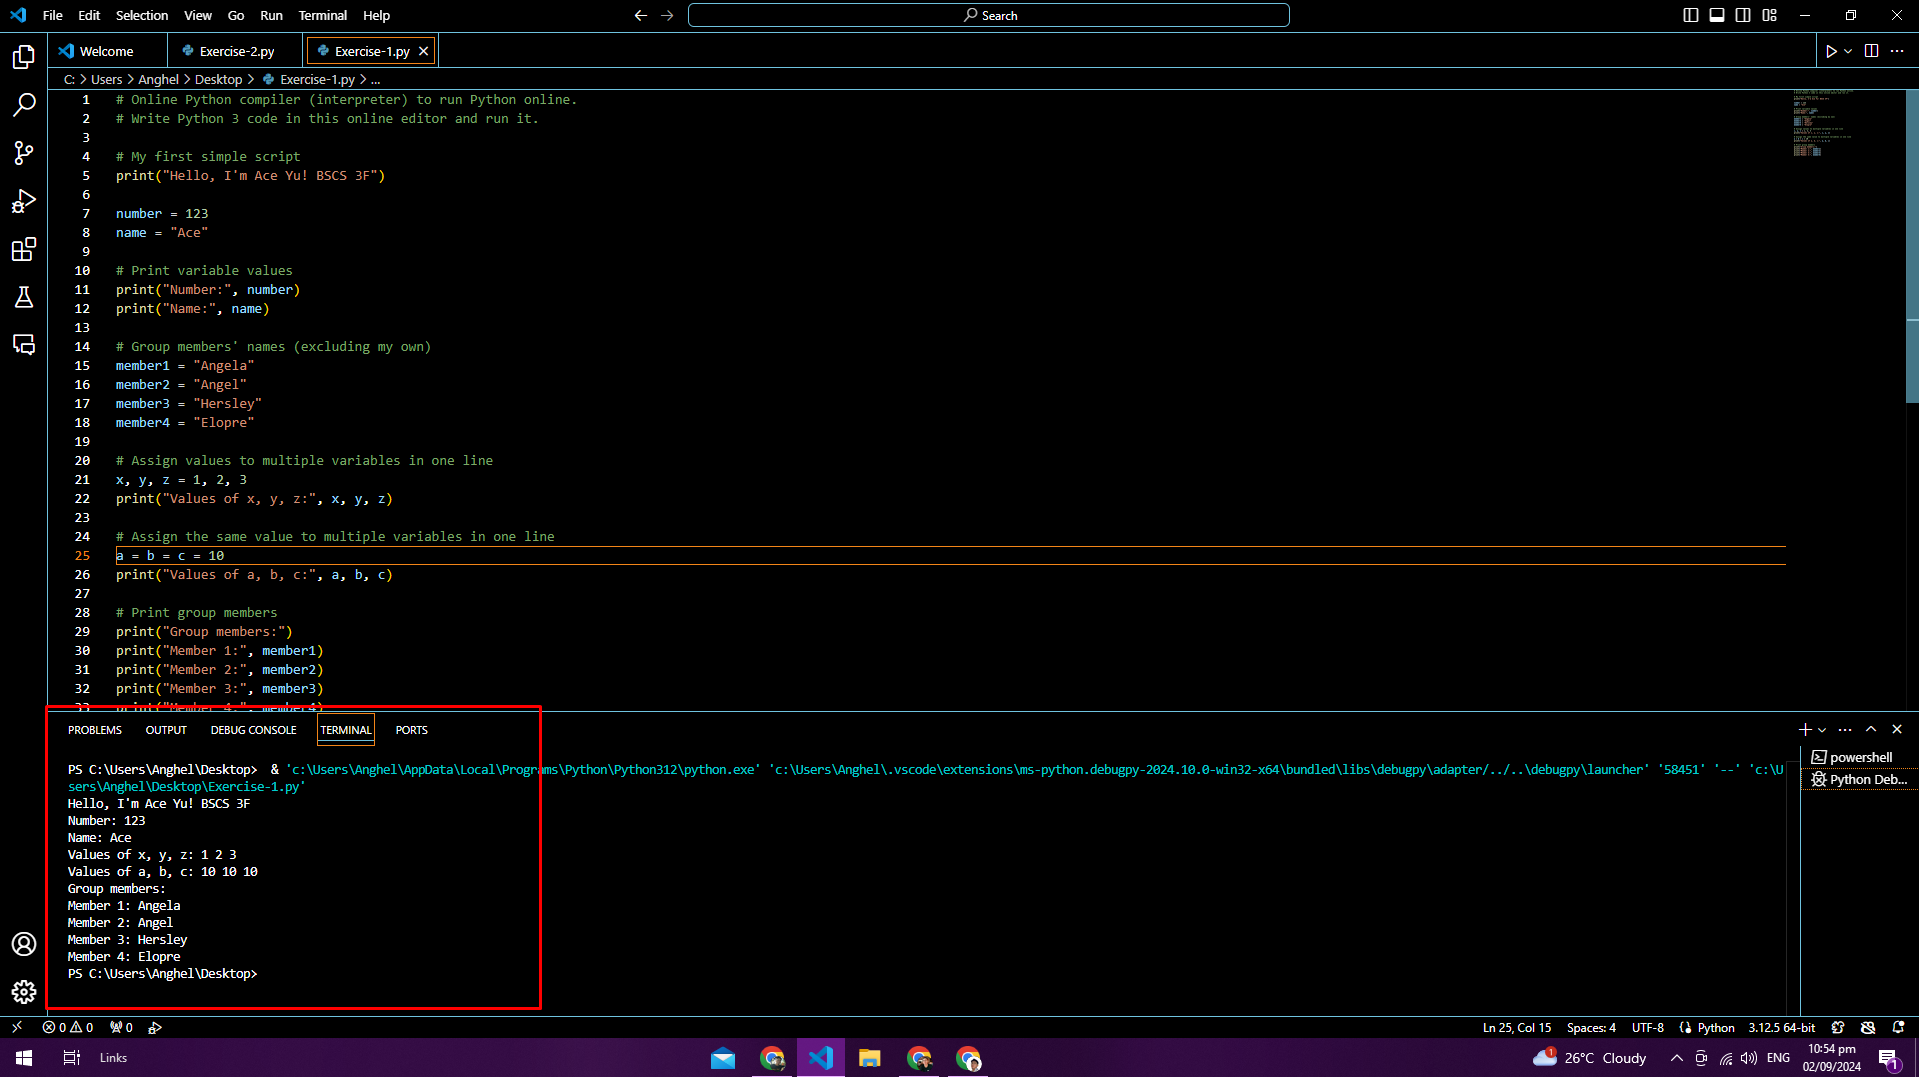 File Edit Selection View Go Run Terminal Help
Search
Welcome Exercise-2.py Exercise-1.py
C: > Users > Anghel > Desktop > Exercise-1.py > ...
1 # Online Python compiler (interpreter) to run Python online.
2 # Write Python 3 code in this online editor and run it.
3
4 # My first simple script
5 print("Hello, I'm Ace Yu! BSCS 3F")
6
7 number = 123
8 name = "Ace"
9
10 # Print variable values
11 print("Number:", number)
12 print("Name:", name)
13
14 # Group members' names (excluding my own)
15 member1 = "Angela"
16 member2 = "Angel"
17 member3 = "Hersley"
18 member4 = "Elopre"
19
20 # Assign values to multiple variables in one line
21 x, y, z = 1, 2, 3
22 print("Values of x, y, z:", x, y, z)
23
24 # Assign the same value to multiple variables in one line
25 a = b = c = 10
26 print("Values of a, b, c:", a, b, c)
27
28 # Print group members
29 print("Group members:")
30 print("Member 1:", member1)
31 print("Member 2:", member2)
32 print("Member 3:", member3)
33 print("Member 4:", member4)
PROBLEMS OUTPUT DEBUG CONSOLE TERMINAL PORTS
PS C:\Users\Anghel\Desktop> & 'c:\Users\Anghel\AppData\Local\Programs\Python\Python312\python.exe' 'c:\Users\Anghel\.vscode\extensions\ms-python.debugpy-2024.10.0-win32-x64\bundled\libs\debugpy\adapter/../..\debugpy\launcher' '58451' '--' 'c:\U
sers\Anghel\Desktop\Exercise-1.py'
Hello, I'm Ace Yu! BSCS 3F
Number: 123
Name: Ace
Values of x, y, z: 1 2 3
Values of a, b, c: 10 10 10
Group members:
Member 1: Angela
Member 2: Angel
Member 3: Hersley
Member 4: Elopre
PS C:\Users\Anghel\Desktop>
powershell
Python Deb...
0 0 0 Ln 25, Col 15 Spaces: 4 UTF-8 Python 3.12.5 64-bit
Links
1 26°C Cloudy ENG 10:54 pm
02/09/2024
1